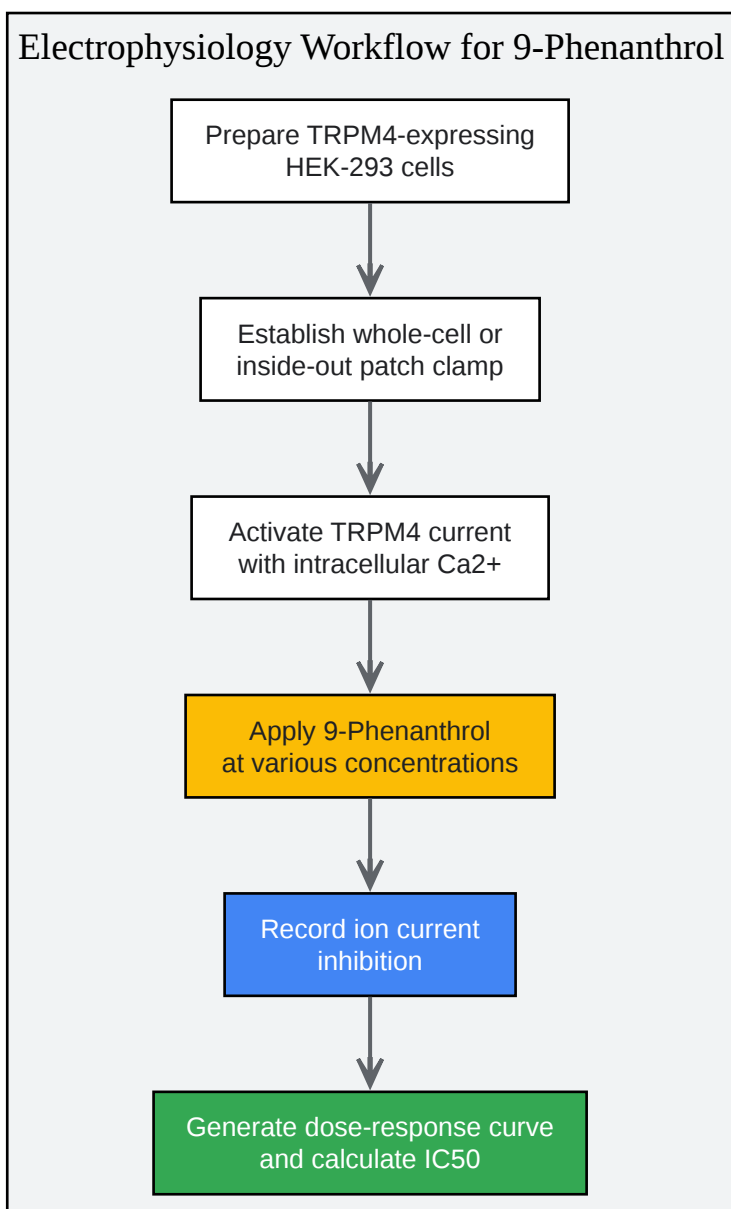 Electrophysiology Workflow for 9-Phenanthrol
Prepare TRPM4-expressing
HEK-293 cells
Establish whole-cell or
inside-out patch clamp
Activate TRPM4 current
with intracellular Ca2+
Apply 9-Phenanthrol
at various concentrations
Record ion current
inhibition
Generate dose-response curve
and calculate IC50